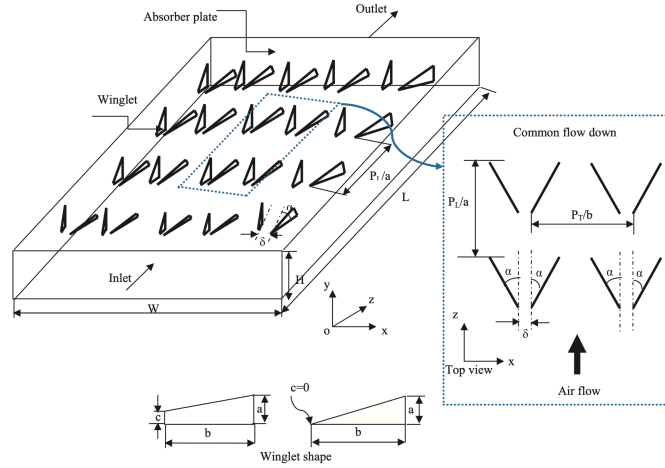 Outlet
Absorber plate
Winglet
Common flow down
P_L/a
P_T/b
P_l/a
L
α
δ
α
α
α
α
Inlet
H
y
z
o
x
W
δ
z
Top view
x
Air flow
c=0
c
a
b
a
b
Winglet shape